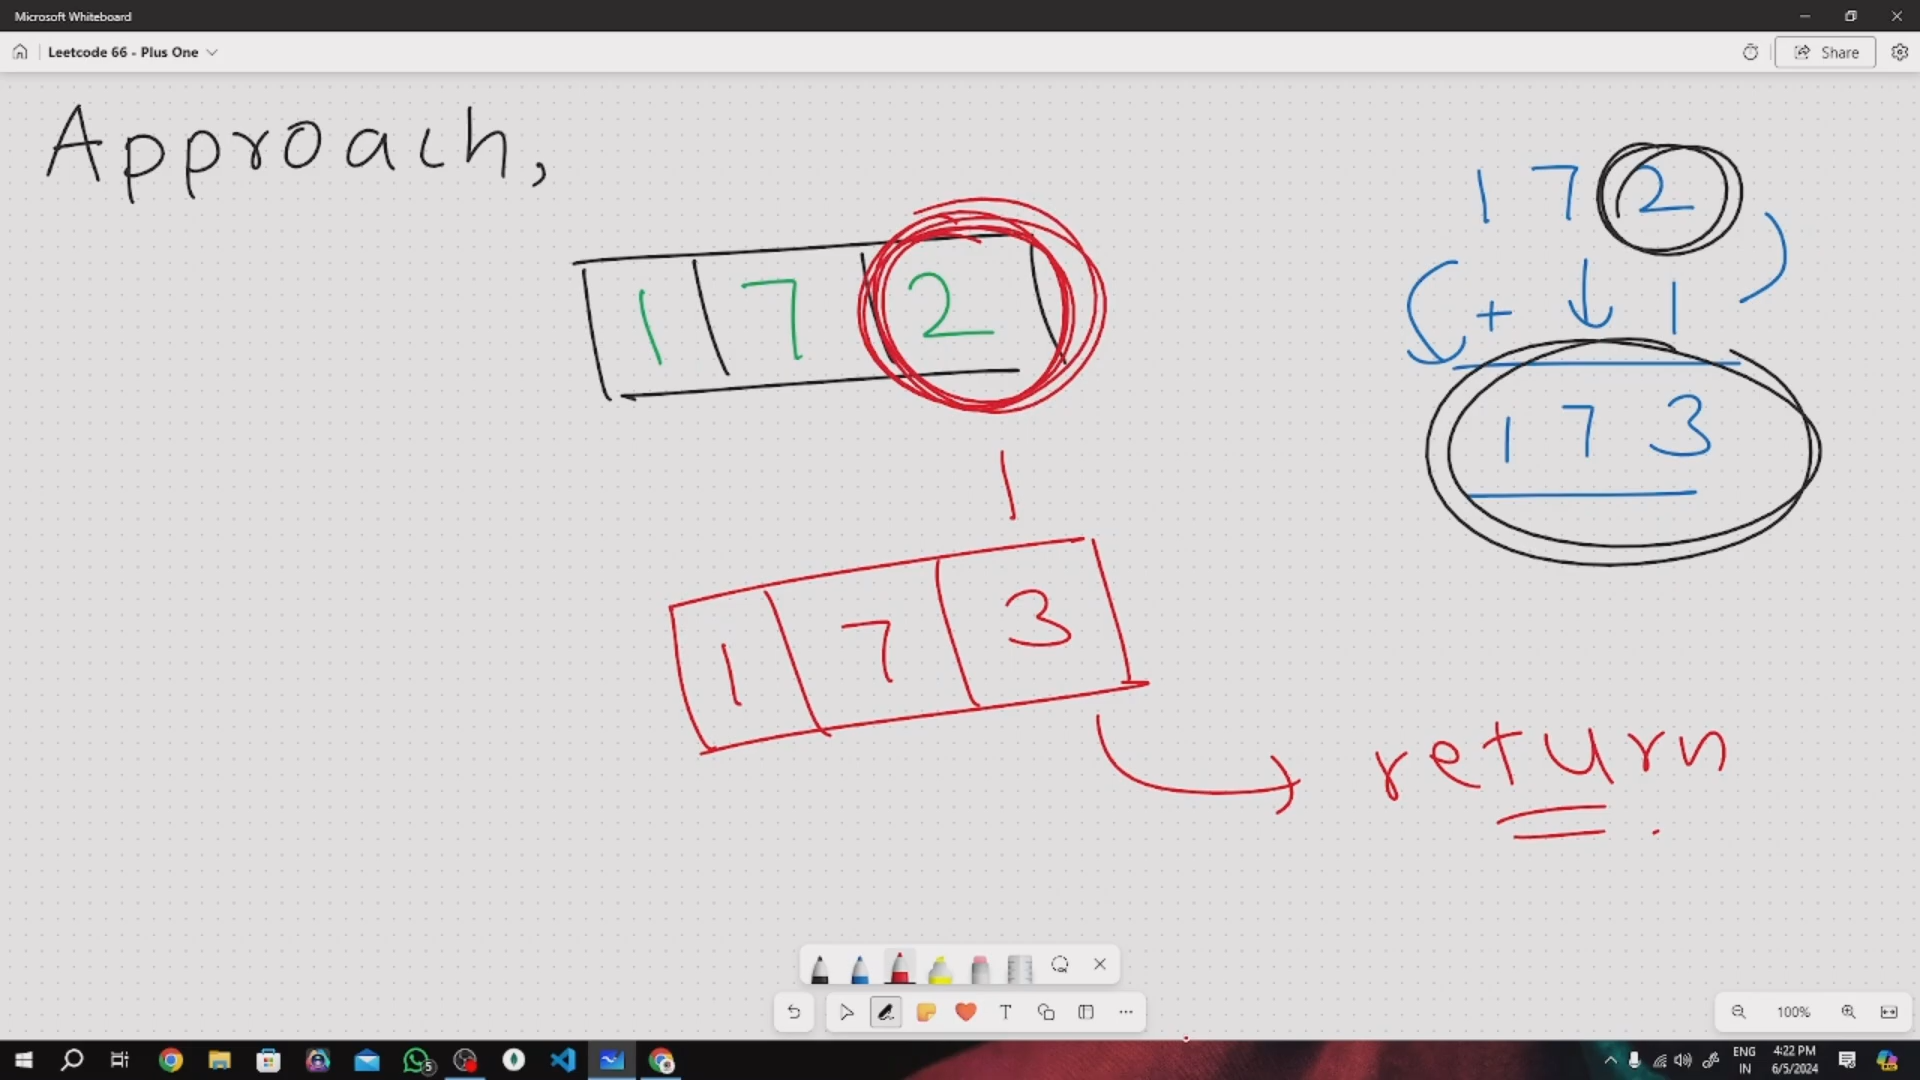 Microsoft Whiteboard
Leetcode 66 - Plus One
Share
Approach,
1 7 2
1 7 2
+ 1
1 7 3
1
1 7 3
return
T
100%
5
ENG
IN
4:22 PM
6/5/2024